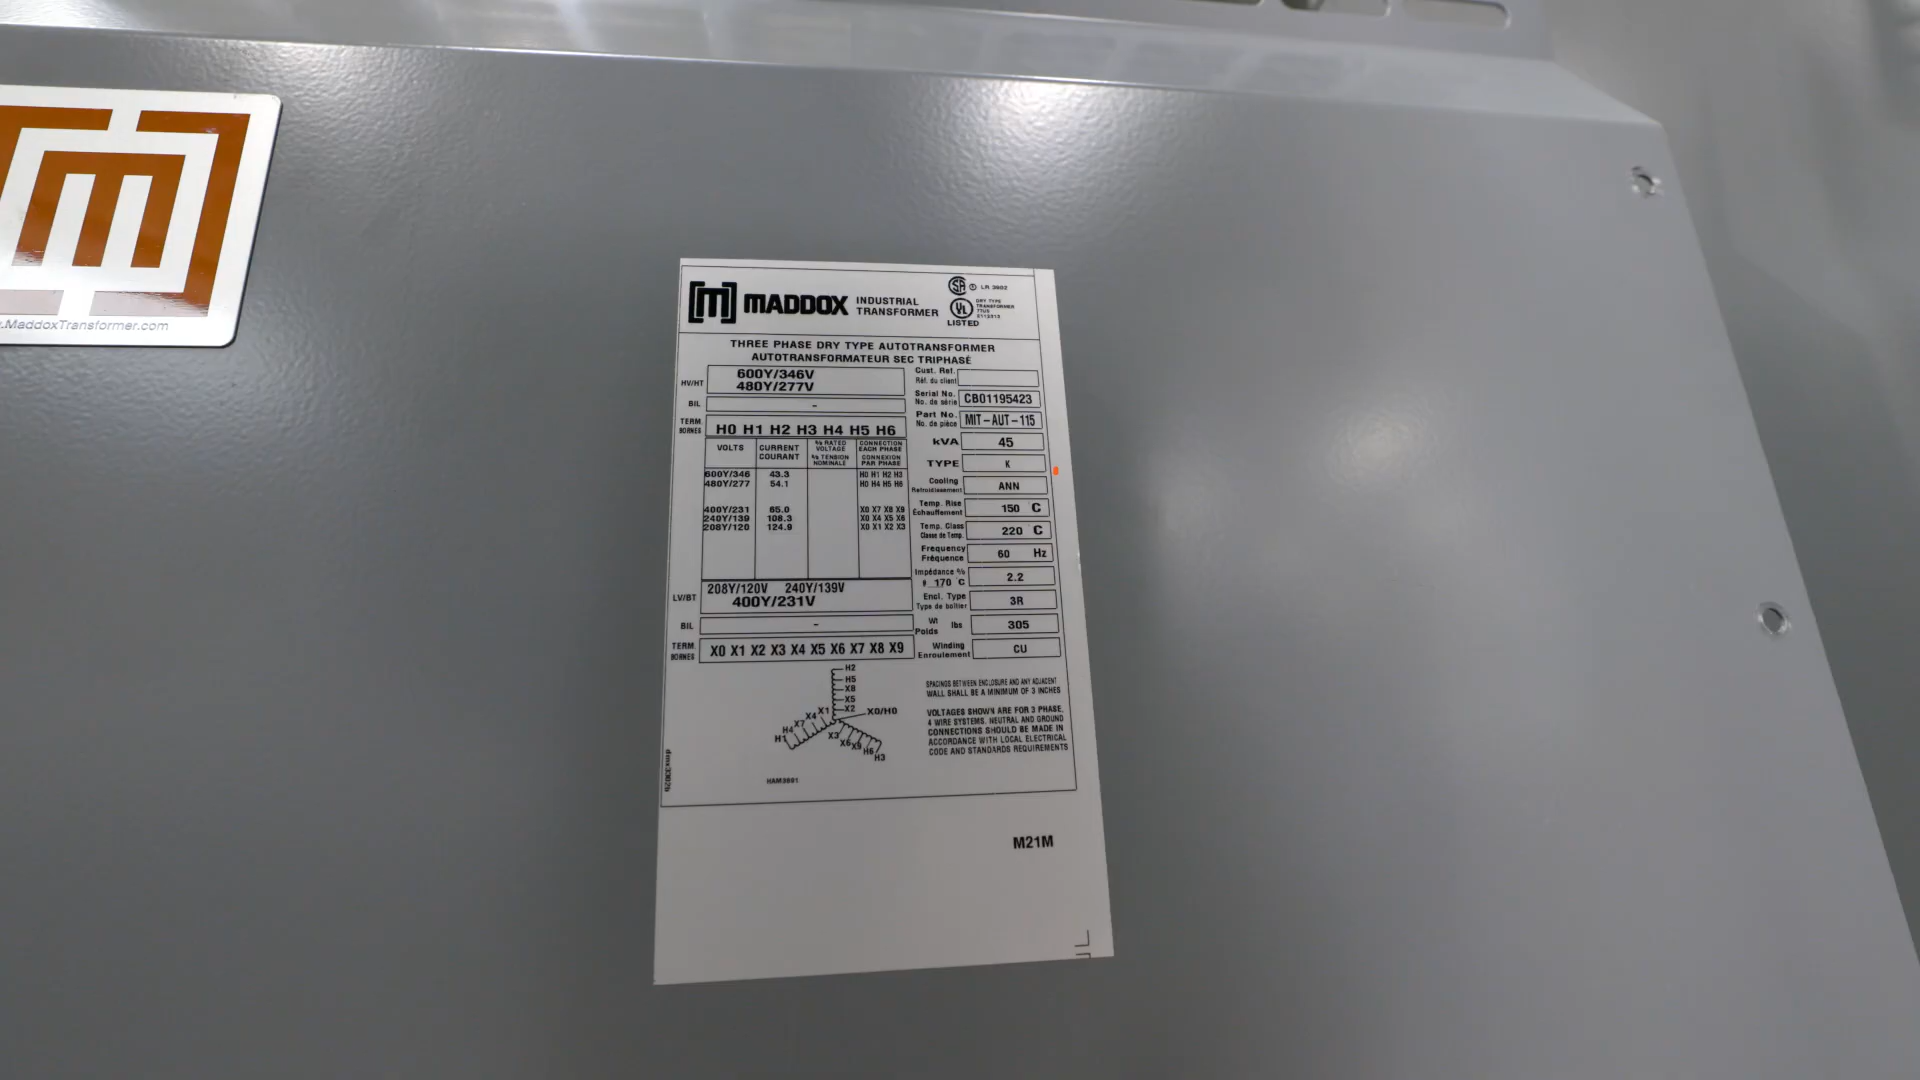 m
.MaddoxTransformer.com
[m] MADDOX INDUSTRIAL TRANSFORMER
LR 3902
UL
LISTED
DRY TYPE
TRANSFORMER
THREE PHASE DRY TYPE AUTOTRANSFORMER
AUTOTRANSFORMATEUR SEC TRIPHASÉ
HV/HT
600Y/346V
480Y/277V
BIL -
TERM.
BORNES
H0 H1 H2 H3 H4 H5 H6
VOLTS
CURRENT
COURANT
% RATED
VOLTAGE
% TENSION
NOMINALE
CONNECTION
EACH PHASE
CONNEXION
PAR PHASE
600Y/346 43.3 H0 H1 H2 H3
480Y/277 54.1 H0 H4 H5 H6
400Y/231 65.0 X0 X7 X8 X9
240Y/139 108.3 X0 X4 X5 X6
208Y/120 124.9 X0 X1 X2 X3
LV/BT
208Y/120V 240Y/139V
400Y/231V
BIL -
TERM.
BORNES
X0 X1 X2 X3 X4 X5 X6 X7 X8 X9
Cust. Ref.
Réf. du client
Serial No.
No. de série
CB01195423
Part No.
No. de pièce
MIT-AUT-115
kVA 45
TYPE K
Cooling
Refroidissement
ANN
Temp. Rise
Échauffement
150 C
Temp. Class
Classe de Temp.
220 C
Frequency
Fréquence
60 Hz
Impédance %
170 °C
2.2
Encl. Type
Type de boîtier
3R
Wt
Poids
lbs
305
Winding
Enroulement
CU
H2
H5
X8
X5
X2
X0/H0
X1
X4
X7
H4
H1
X3
X6
X9
H6
H3
HAM3691
SPACINGS BETWEEN ENCLOSURE AND ANY ADJACENT
WALL SHALL BE A MINIMUM OF 3 INCHES
VOLTAGES SHOWN ARE FOR 3 PHASE,
4 WIRE SYSTEMS. NEUTRAL AND GROUND
CONNECTIONS SHOULD BE MADE IN
ACCORDANCE WITH LOCAL ELECTRICAL
CODE AND STANDARDS REQUIREMENTS
M21M